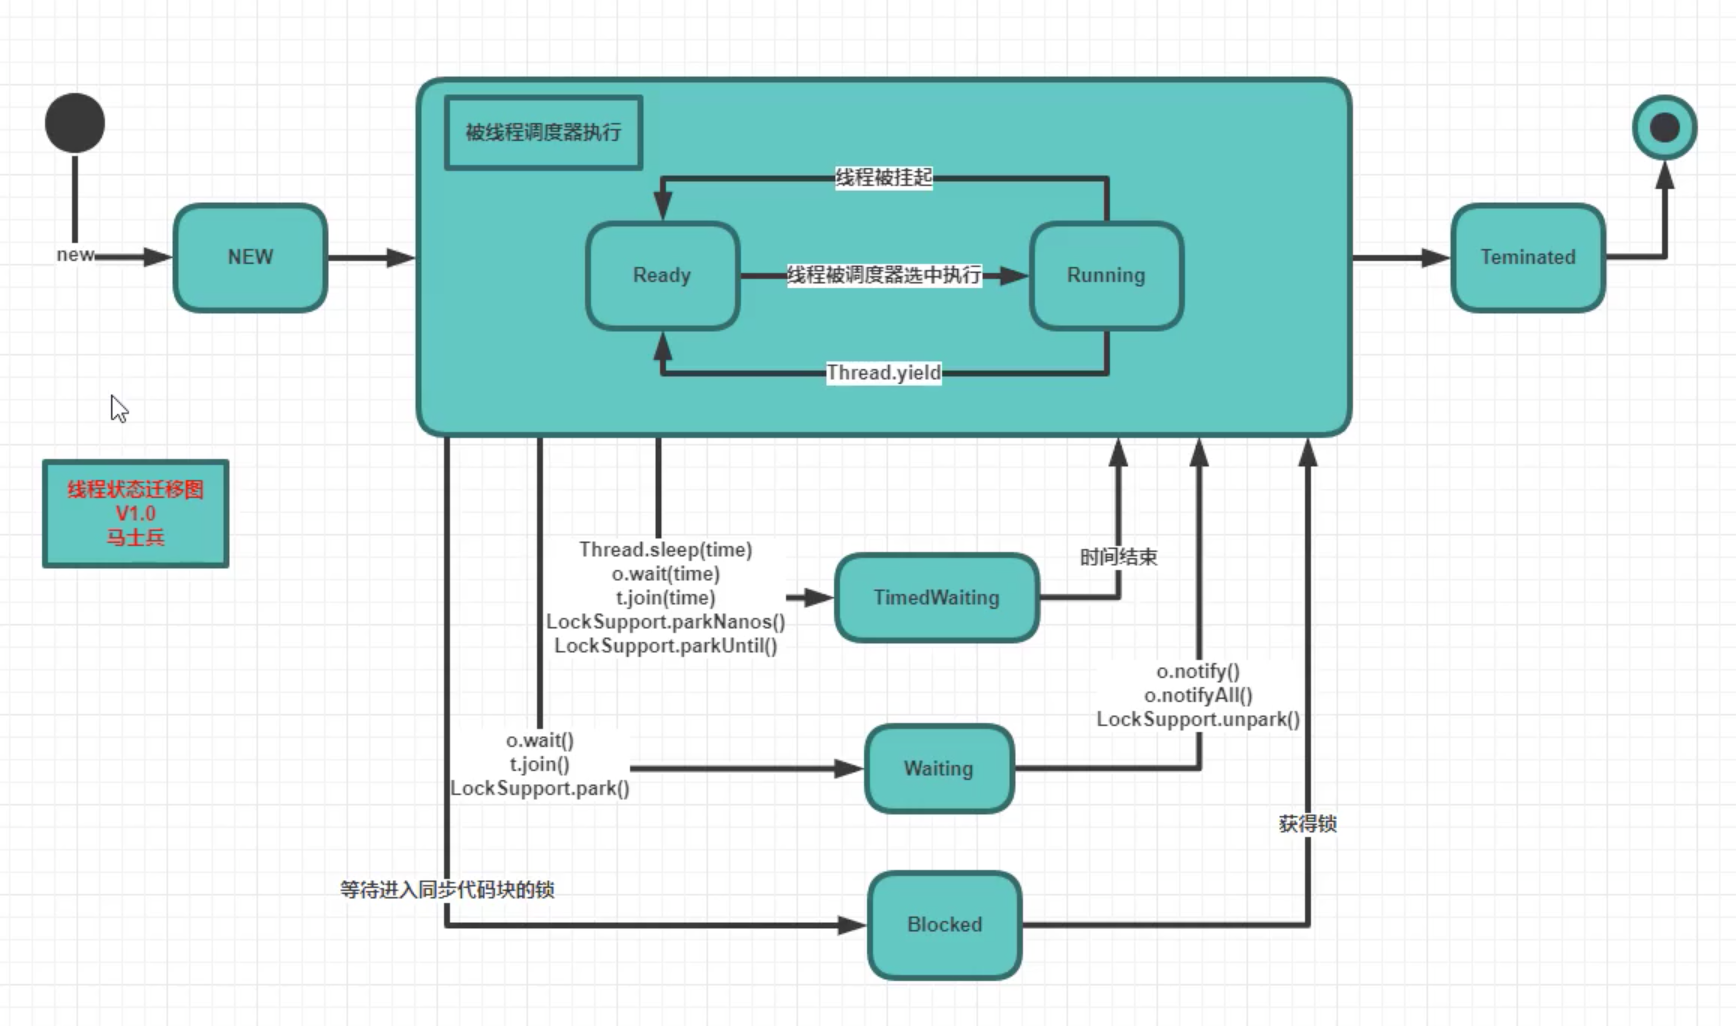 被线程调度器执行
线程被挂起
new
NEW
Ready
线程被调度器选中执行
Running
Teminated
Thread.yield
线程状态迁移图
V1.0
马士兵
Thread.sleep(time)
o.wait(time)
t.join(time)
LockSupport.parkNanos()
LockSupport.parkUntil()
TimedWaiting
时间结束
o.notify()
o.notifyAll()
LockSupport.unpark()
o.wait()
t.join()
LockSupport.park()
Waiting
获得锁
等待进入同步代码块的锁
Blocked